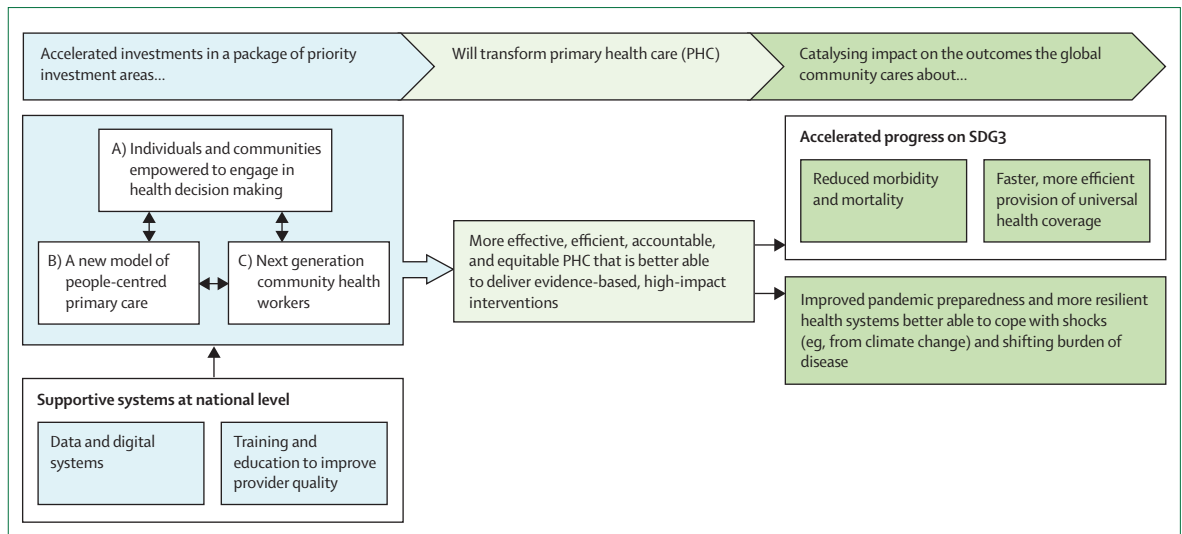 Accelerated investments in a package of priority
investment areas...
Will transform primary health care (PHC)
Catalysing impact on the outcomes the global
community cares about...
A) Individuals and communities
empowered to engage in
health decision making
B) A new model of
people-centred
primary care
C) Next generation
community health
workers
Supportive systems at national level
Data and digital
systems
Training and
education to improve
provider quality
More effective, efficient, accountable,
and equitable PHC that is better able
to deliver evidence-based, high-impact
interventions
Accelerated progress on SDG3
Reduced morbidity
and mortality
Faster, more efficient
provision of universal
health coverage
Improved pandemic preparedness and more resilient
health systems better able to cope with shocks
(eg, from climate change) and shifting burden of
disease